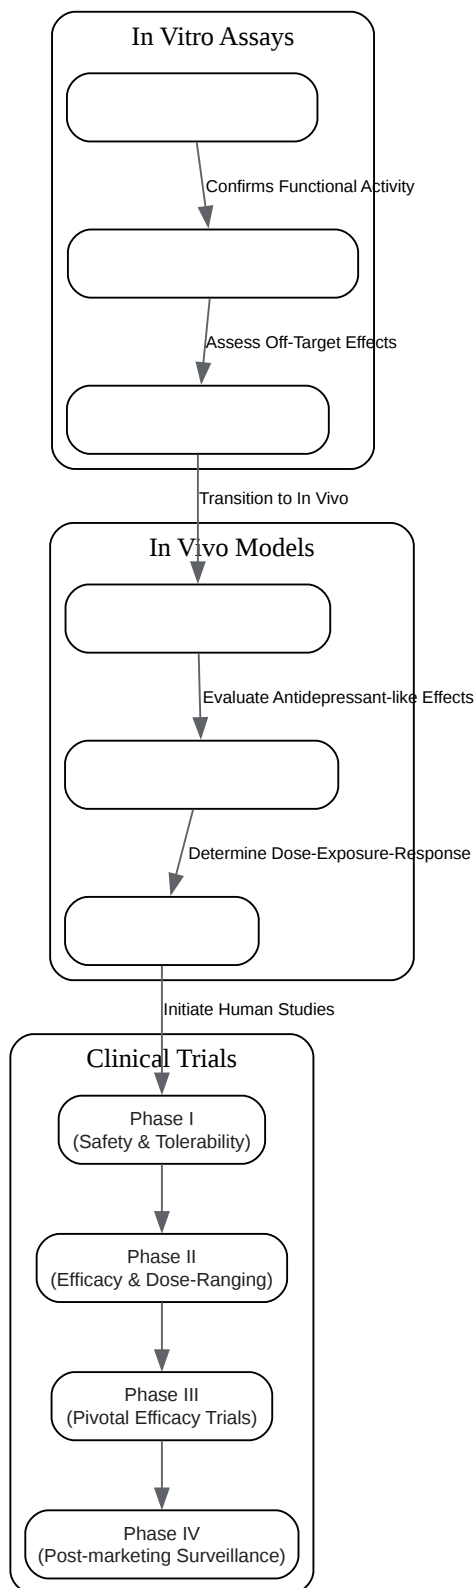 In Vitro Assays
Confirms Functional Activity
Assess Off-Target Effects
Transition to In Vivo
In Vivo Models
Evaluate Antidepressant-like Effects
Determine Dose-Exposure-Response
Initiate Human Studies
Clinical Trials
Phase I
(Safety & Tolerability)
Phase II
(Efficacy & Dose-Ranging)
Phase III
(Pivotal Efficacy Trials)
Phase IV
(Post-marketing Surveillance)